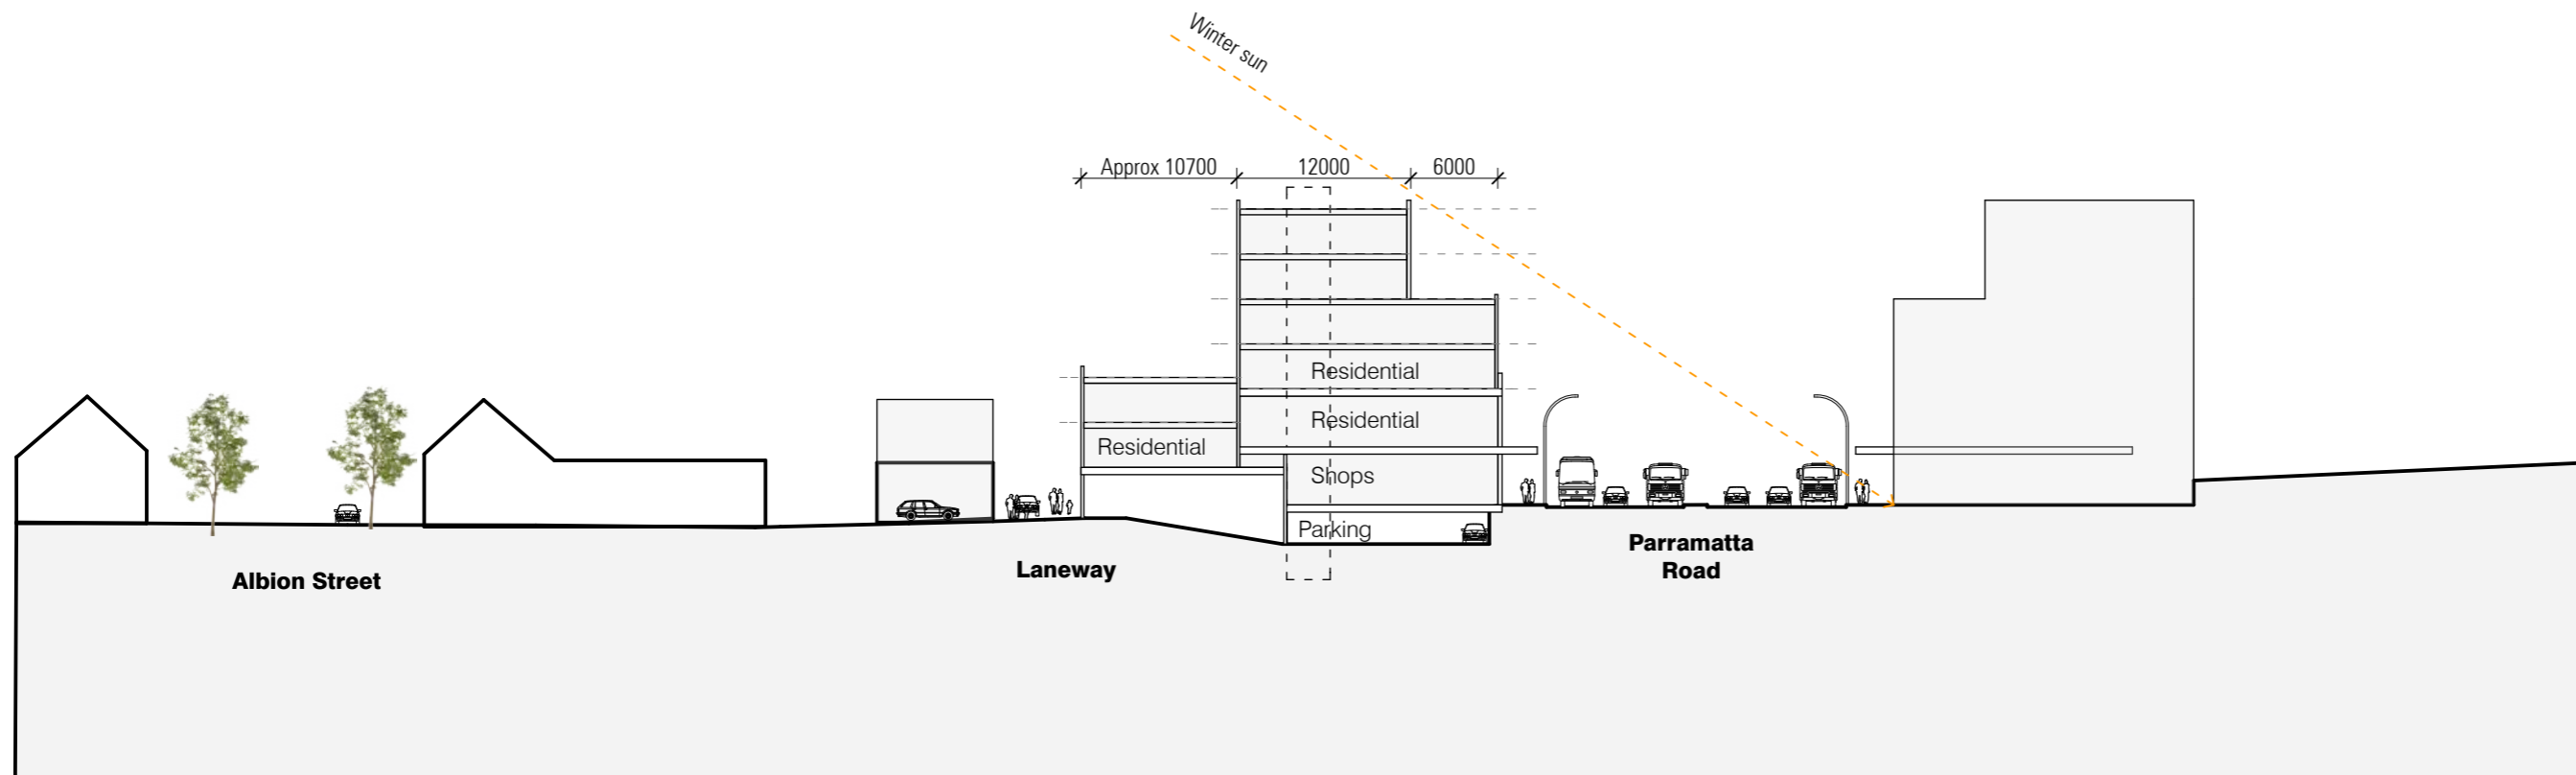 Winter sun
Approx 10700
12000
6000
Residential
Residential
Residential
Shops
Parking
Albion Street
Laneway
Parramatta
Road